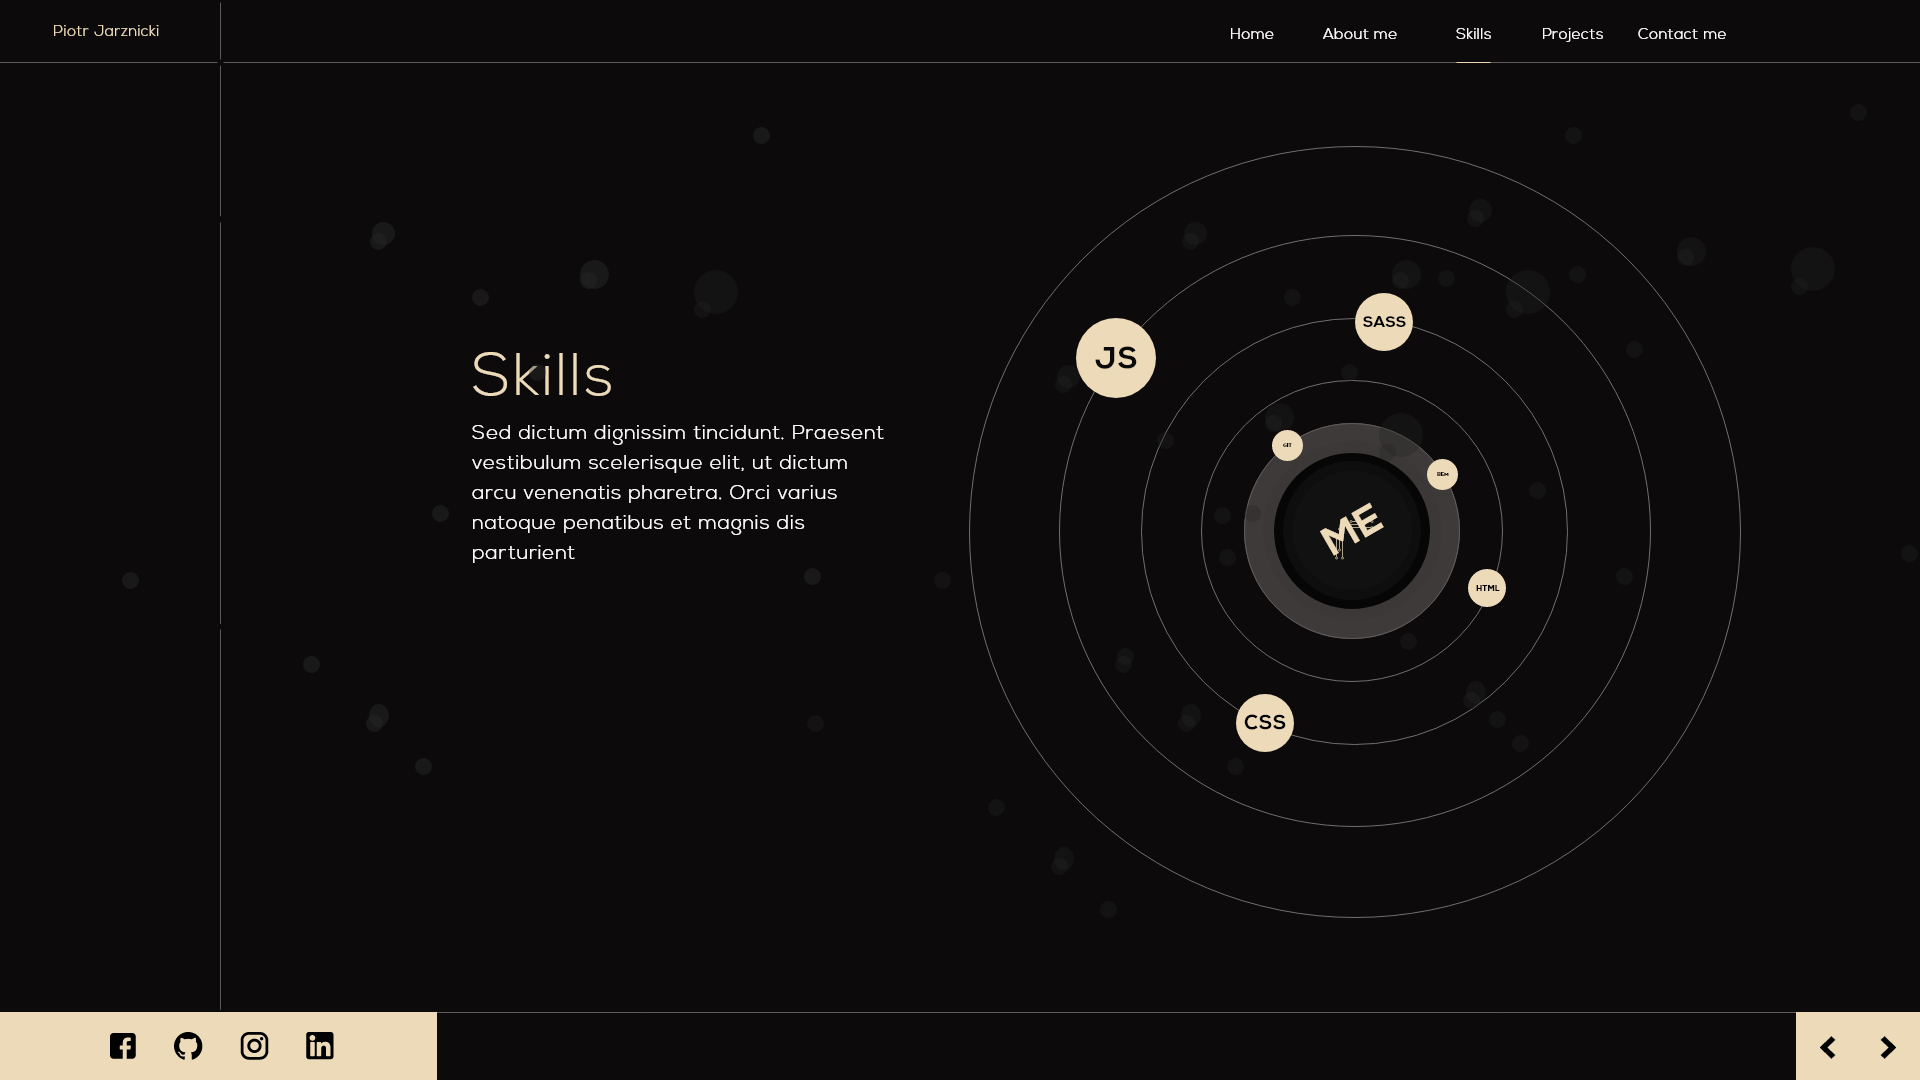 Piotr Jarznicki
Home
About me
Skills
Projects
Contact me
Skills
Sed dictum dignissim tincidunt. Praesent
vestibulum scelerisque elit, ut dictum
arcu venenatis pharetra. Orci varius
natoque penatibus et magnis dis
parturient
SASS
JS
GIT
BEM
ME
HTML
CSS